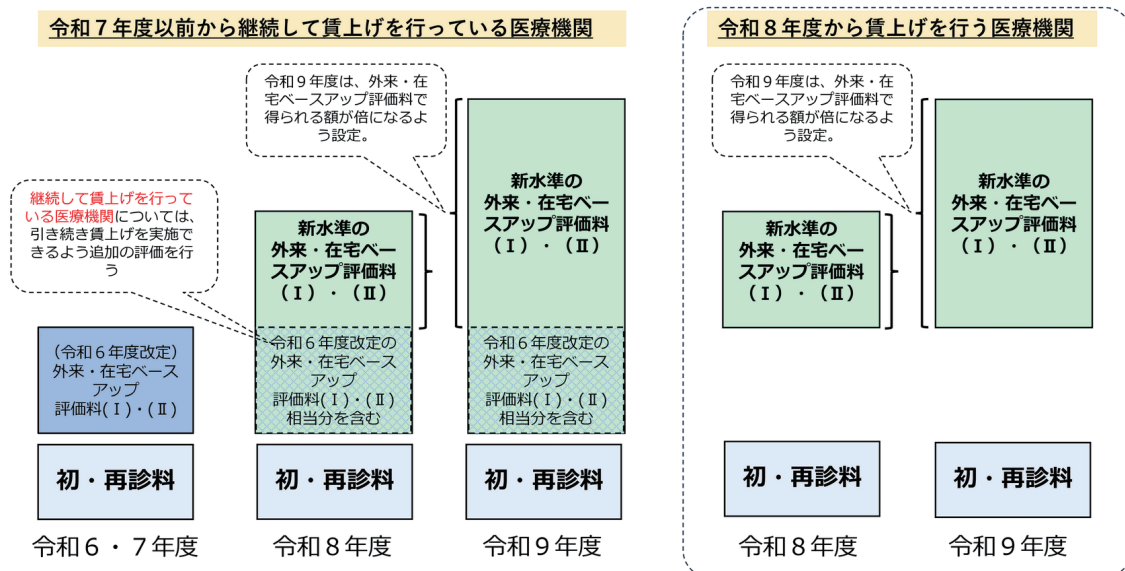 令和７年度以前から継続して賃上げを行っている医療機関
令和９年度は、外来・在
宅ベースアップ評価料で
得られる額が倍になるよ
う設定。
継続して賃上げを行って
いる医療機関については、
引き続き賃上げを実施で
きるよう追加の評価を行
う
新水準の
外来・在宅ベー
スアップ評価料
（Ⅰ）・（Ⅱ）
新水準の
外来・在宅ベー
スアップ評価料
（Ⅰ）・（Ⅱ）
（令和６年度改定）
外来・在宅ベース
アップ
評価料(Ⅰ)・(Ⅱ)
令和６年度改定の
外来・在宅ベース
アップ
評価料(Ⅰ)・(Ⅱ)
相当分を含む
令和６年度改定の
外来・在宅ベース
アップ
評価料(Ⅰ)・(Ⅱ)
相当分を含む
初・再診料
初・再診料
初・再診料
令和６・７年度
令和８年度
令和９年度
令和８年度から賃上げを行う医療機関
令和９年度は、外来・在
宅ベースアップ評価料で
得られる額が倍になるよ
う設定。
新水準の
外来・在宅ベー
スアップ評価料
（Ⅰ）・（Ⅱ）
新水準の
外来・在宅ベー
スアップ評価料
（Ⅰ）・（Ⅱ）
初・再診料
初・再診料
令和８年度
令和９年度